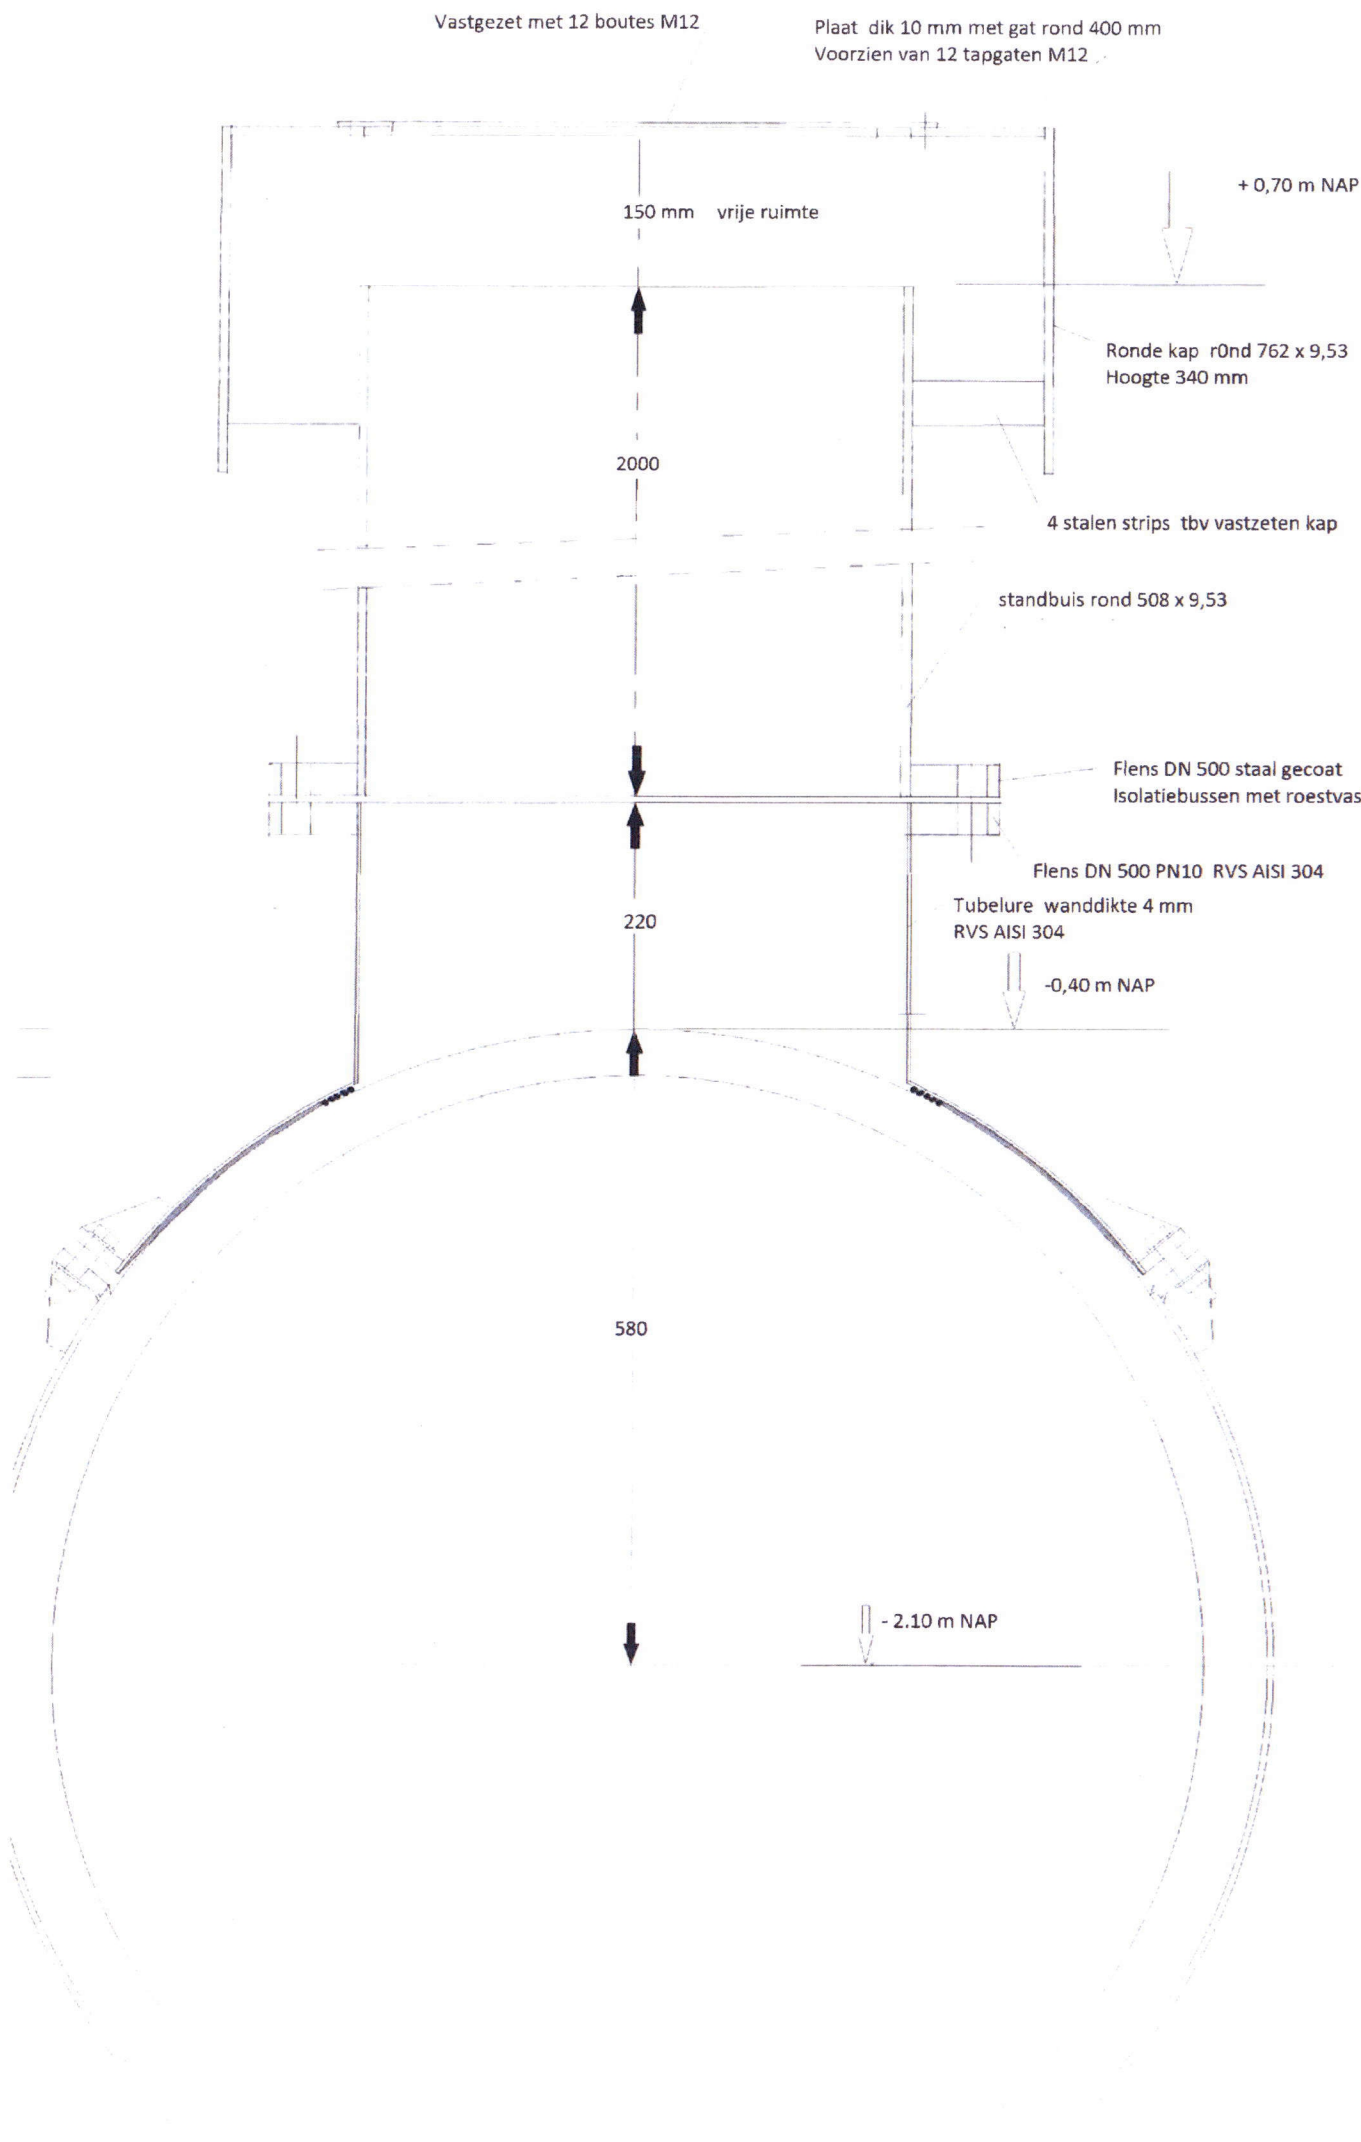 Vastgezet met 12 boutes M12
Plaat dik 10 mm met gat rond 400 mm
Voorzien van 12 tapgaten M12
+ 0,70 m NAP
150 mm vrije ruimte
Ronde kap r0nd 762 x 9,53
Hoogte 340 mm
2000
4 stalen strips tbv vastzeten kap
standbuis rond 508 x 9,53
Flens DN 500 staal gecoat
Isolatiebussen met roestvas
Flens DN 500 PN10 RVS AISI 304
Tubelure wanddikte 4 mm
RVS AISI 304
220
-0,40 m NAP
580
- 2.10 m NAP